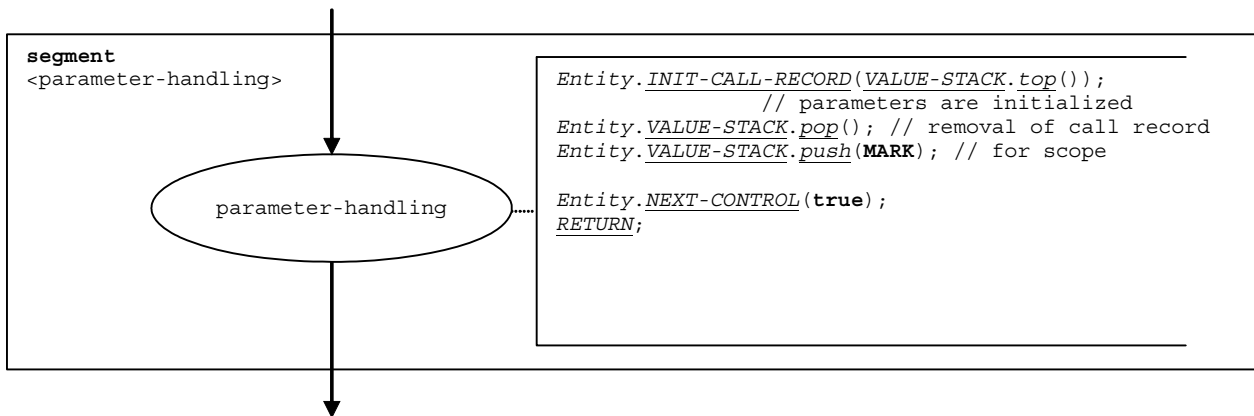 segment
<parameter-handling>
Entity.INIT-CALL-RECORD(VALUE-STACK.top());
// parameters are initialized
Entity.VALUE-STACK.pop(); // removal of call record
Entity.VALUE-STACK.push(MARK); // for scope
parameter-handling
Entity.NEXT-CONTROL(true);
RETURN;